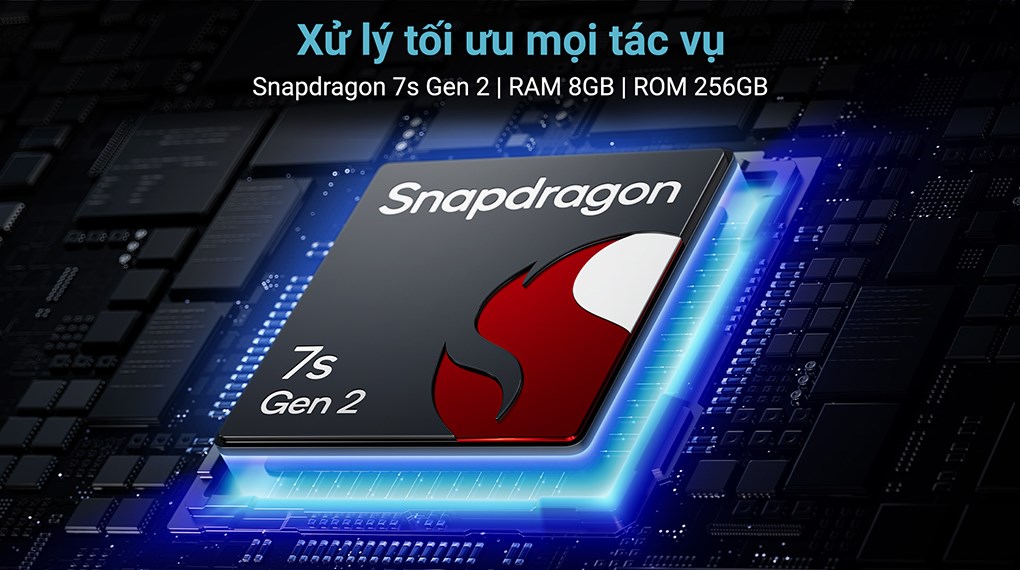 Xử lý tối ưu mọi tác vụ
Snapdragon 7s Gen 2 | RAM 8GB | ROM 256GB
Snapdragon
7s
Gen 2